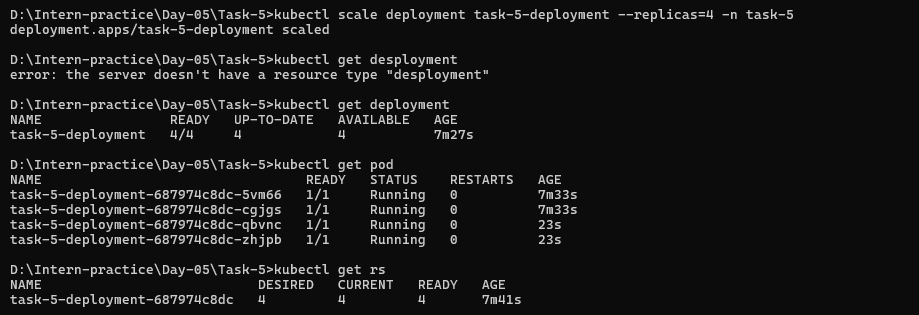 D:\Intern-practice\Day-05\Task-5>kubectl scale deployment task-5-deployment --replicas=4 -n task-5
deployment.apps/task-5-deployment scaled
D:\Intern-practice\Day-05\Task-5>kubectl get desployment
error: the server doesn't have a resource type "desployment"
D:\Intern-practice\Day-05\Task-5>kubectl get deployment
NAME                READY   UP-TO-DATE   AVAILABLE   AGE
task-5-deployment   4/4     4            4           7m27s
D:\Intern-practice\Day-05\Task-5>kubectl get pod
NAME                                 READY   STATUS    RESTARTS   AGE
task-5-deployment-687974c8dc-5vm66   1/1     Running   0          7m33s
task-5-deployment-687974c8dc-cgjgs   1/1     Running   0          7m33s
task-5-deployment-687974c8dc-qbvnc   1/1     Running   0          23s
task-5-deployment-687974c8dc-zhjpb   1/1     Running   0          23s
D:\Intern-practice\Day-05\Task-5>kubectl get rs
NAME                           DESIRED   CURRENT   READY   AGE
task-5-deployment-687974c8dc   4         4         4       7m41s